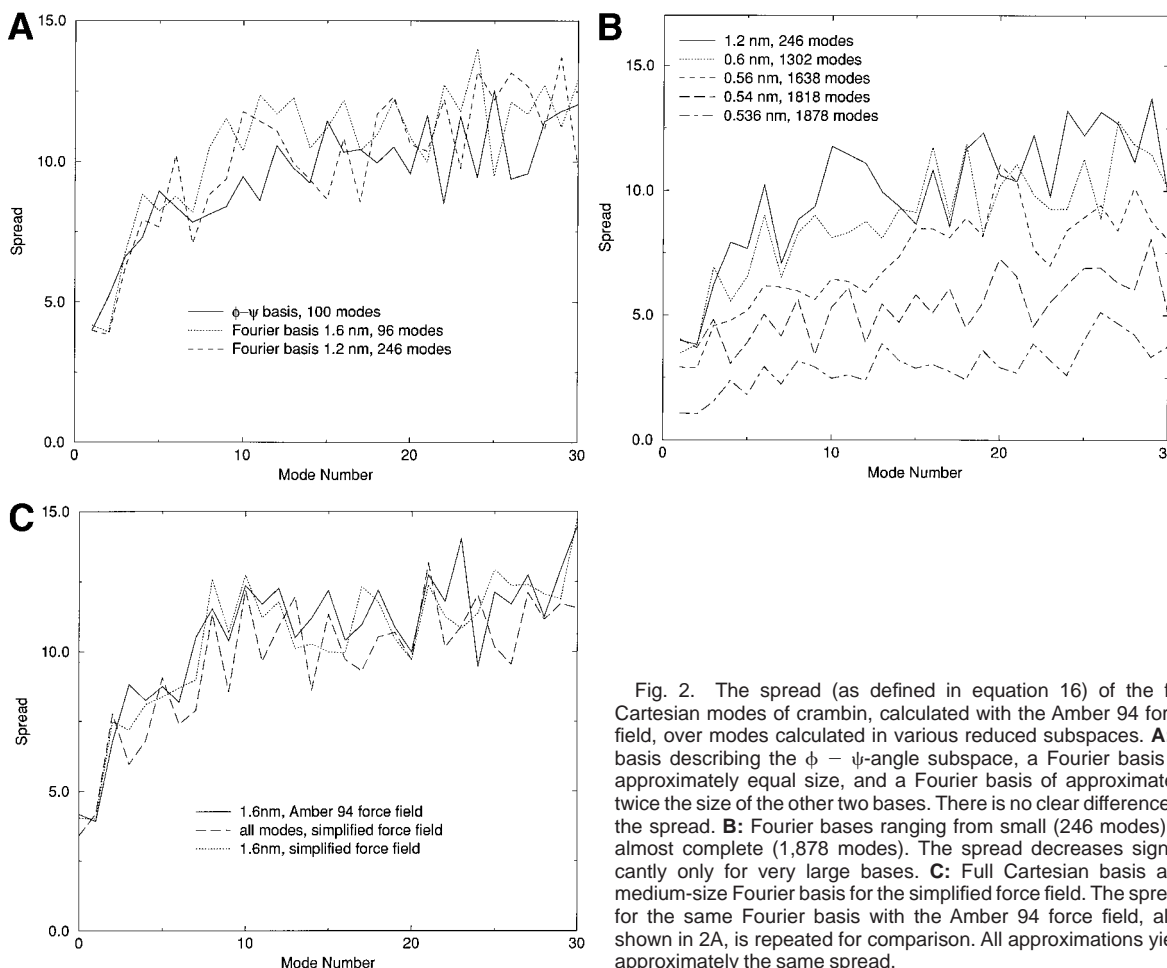 A
15.0
10.0
5.0
0.0
Spread
φ–ψ basis, 100 modes
Fourier basis 1.6 nm, 96 modes
Fourier basis 1.2 nm, 246 modes
0
10
20
30
Mode Number
B
15.0
10.0
5.0
0.0
Spread
1.2 nm, 246 modes
0.6 nm, 1302 modes
0.56 nm, 1638 modes
0.54 nm, 1818 modes
0.536 nm, 1878 modes
0
10
20
30
Mode Number
C
15.0
10.0
5.0
0.0
Spread
1.6nm, Amber 94 force field
all modes, simplified force field
1.6nm, simplified force field
0
10
20
30
Mode Number
Fig. 2. The spread (as defined in equation 16) of the
Cartesian modes of crambin, calculated with the Amber 94
field, over modes calculated in various reduced subspaces.
basis describing the φ − ψ-angle subspace, a Fourier basis
approximately equal size, and a Fourier basis of
twice the size of the other two bases. There is no clear difference
the spread. B: Fourier bases ranging from small (246 modes)
almost complete (1,878 modes). The spread decreases
cantly only for very large bases. C: Full Cartesian basis
medium-size Fourier basis for the simplified force field. The
for the same Fourier basis with the Amber 94 force field,
shown in 2A, is repeated for comparison. All approximations
approximately the same spread.